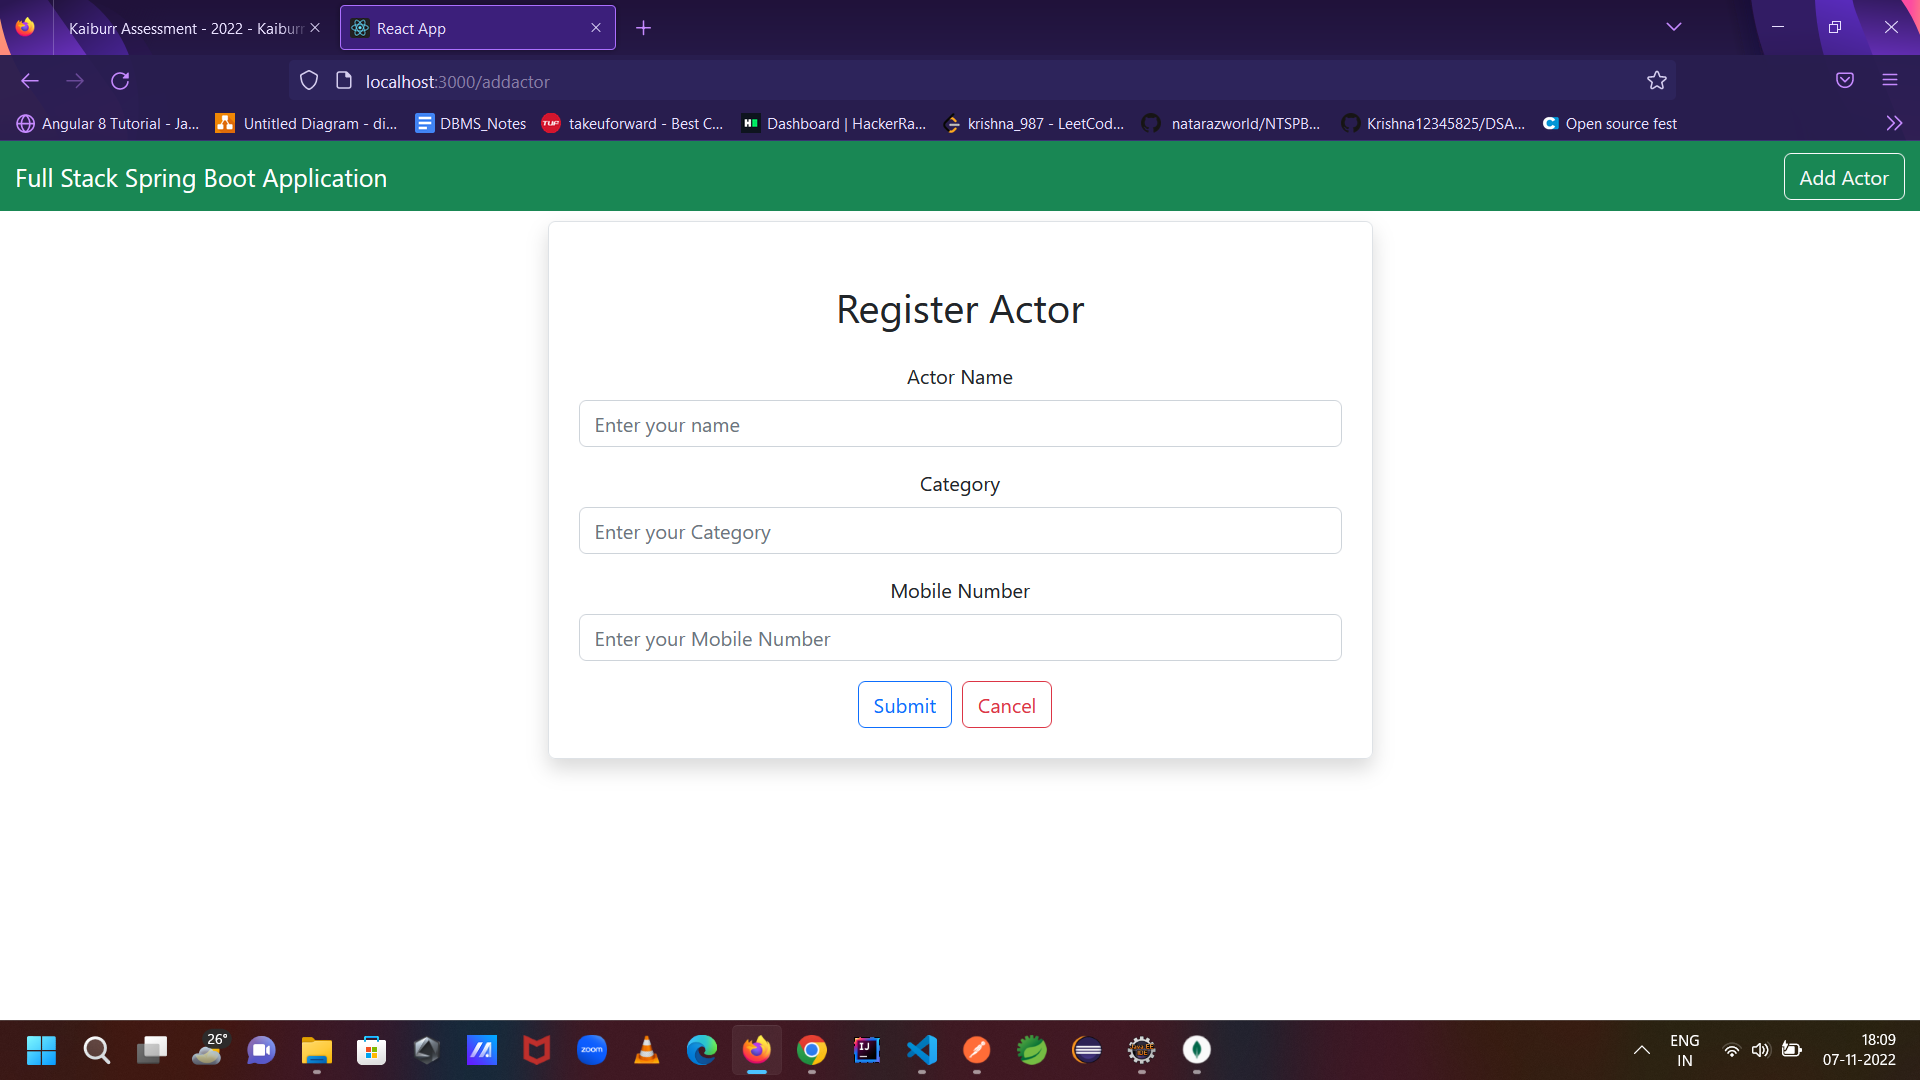 Kaiburr Assessment - 2022 - Kaiburr
React App
localhost:3000/addactor
Angular 8 Tutorial - Ja...
Untitled Diagram - di...
DBMS_Notes
TUF
takeuforward - Best C...
Dashboard | HackerRa...
krishna_987 - LeetCod...
natarazworld/NTSPB...
Krishna12345825/DSA...
Open source fest
Full Stack Spring Boot Application
Add Actor
Register Actor
Actor Name
Enter your name
Category
Enter your Category
Mobile Number
Enter your Mobile Number
Submit
Cancel
26°
zoom
IJ
ENG
IN
18:09
07-11-2022